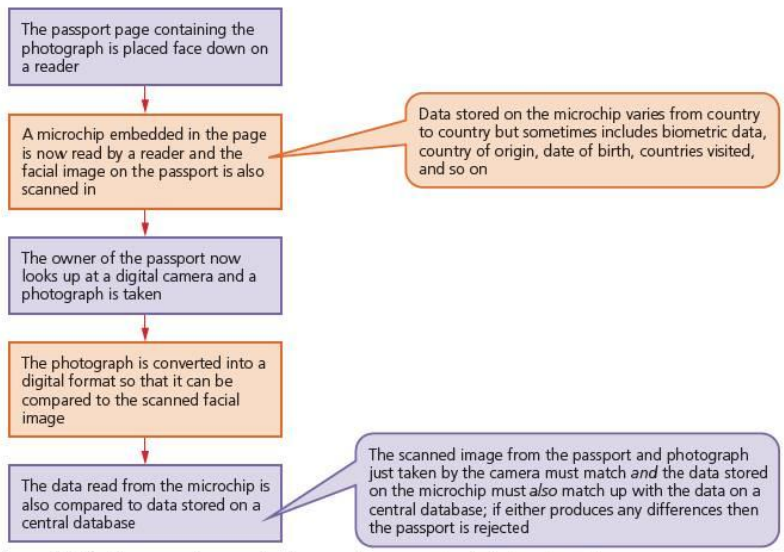 The passport page containing
the photograph is placed face down on
a reader
A microchip embedded in the page
is now read by a reader and the
facial image on the passport is also
scanned in
Data stored on the microchip varies from country
to country but sometimes includes biometric data,
country of origin, date of birth, countries visited,
and so on
The owner of the passport now
looks up at a digital camera and a
photograph is taken
The photograph is converted into a
digital format so that it can be
compared to the scanned facial
image
The data read from the microchip is
also compared to data stored on a
central database
The scanned image from the passport and photograph
just taken by the camera must match and the data stored
on the microchip must also match up with the data on a
central database; if either produces any differences then
the passport is rejected